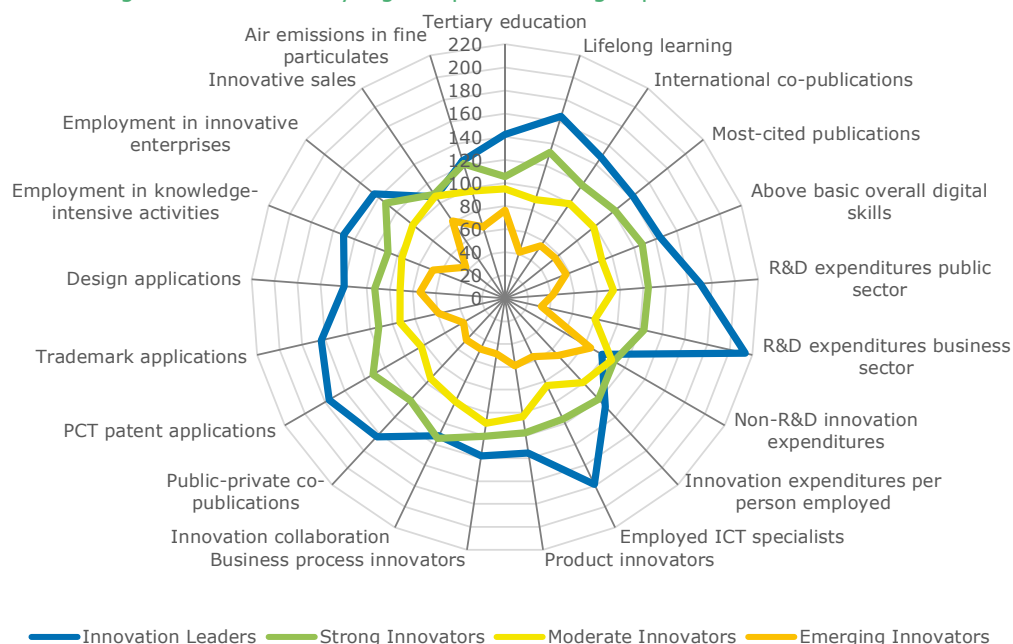 Tertiary education
Lifelong learning
International co-publications
Most-cited publications
Above basic overall digital
skills
R&D expenditures public
sector
R&D expenditures business
sector
Non-R&D innovation
expenditures
Innovation expenditures per
person employed
Employed ICT specialists
Product innovators
Business process innovators
Innovation collaboration
Public-private co-
publications
PCT patent applications
Trademark applications
Design applications
Employment in knowledge-
intensive activities
Employment in innovative
enterprises
Innovative sales
Air emissions in fine
particulates
220
200
180
160
140
120
100
80
60
40
20
0
Innovation Leaders
Strong Innovators
Moderate Innovators
Emerging Innovators